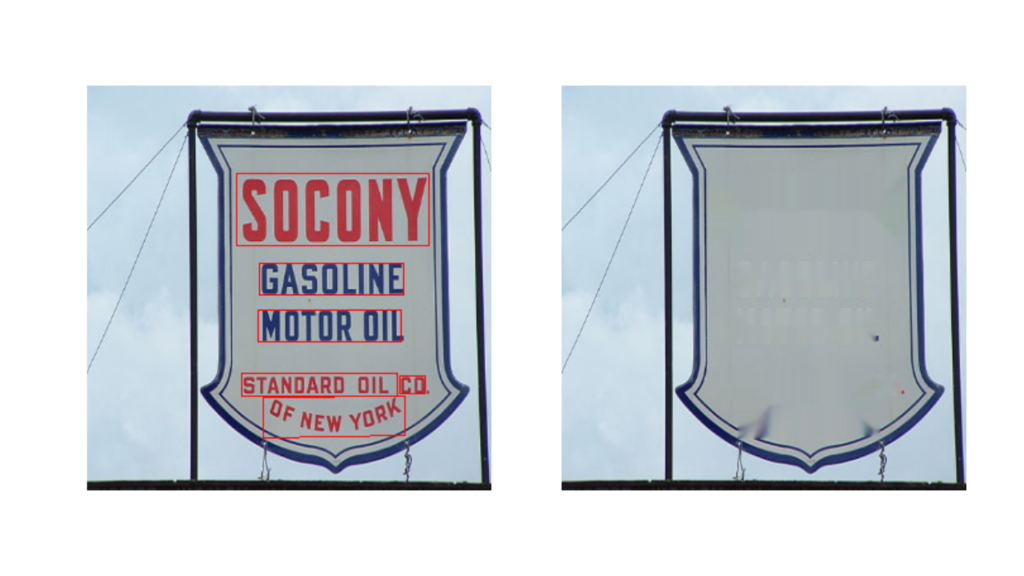 SOCONY
GASOLINE
MOTOR OIL
STANDARD OIL CO.
OF NEW YORK